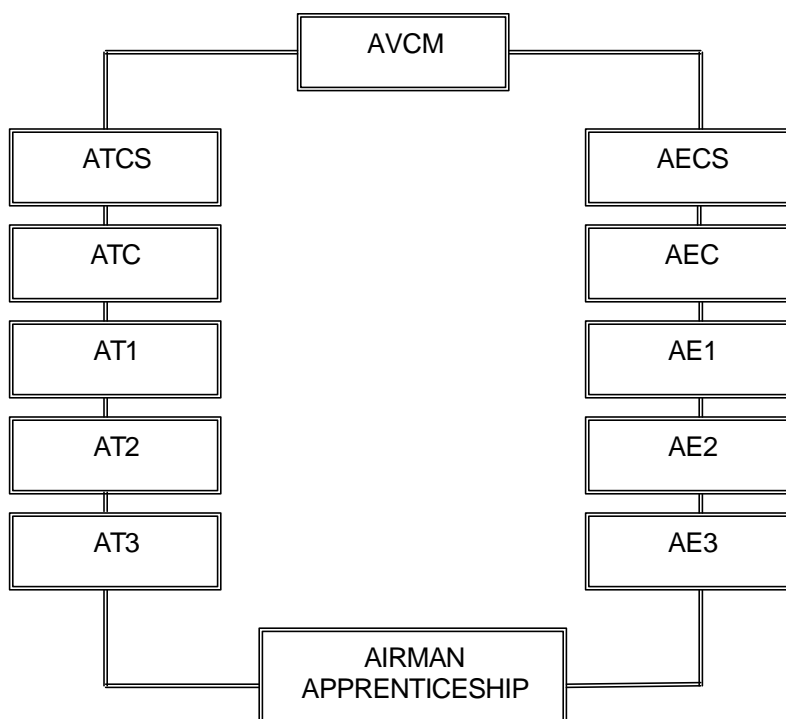 AVCM
ATCS
AECS
ATC
AEC
AT1
AE1
AT2
AE2
AT3
AE3
AIRMAN
APPRENTICESHIP